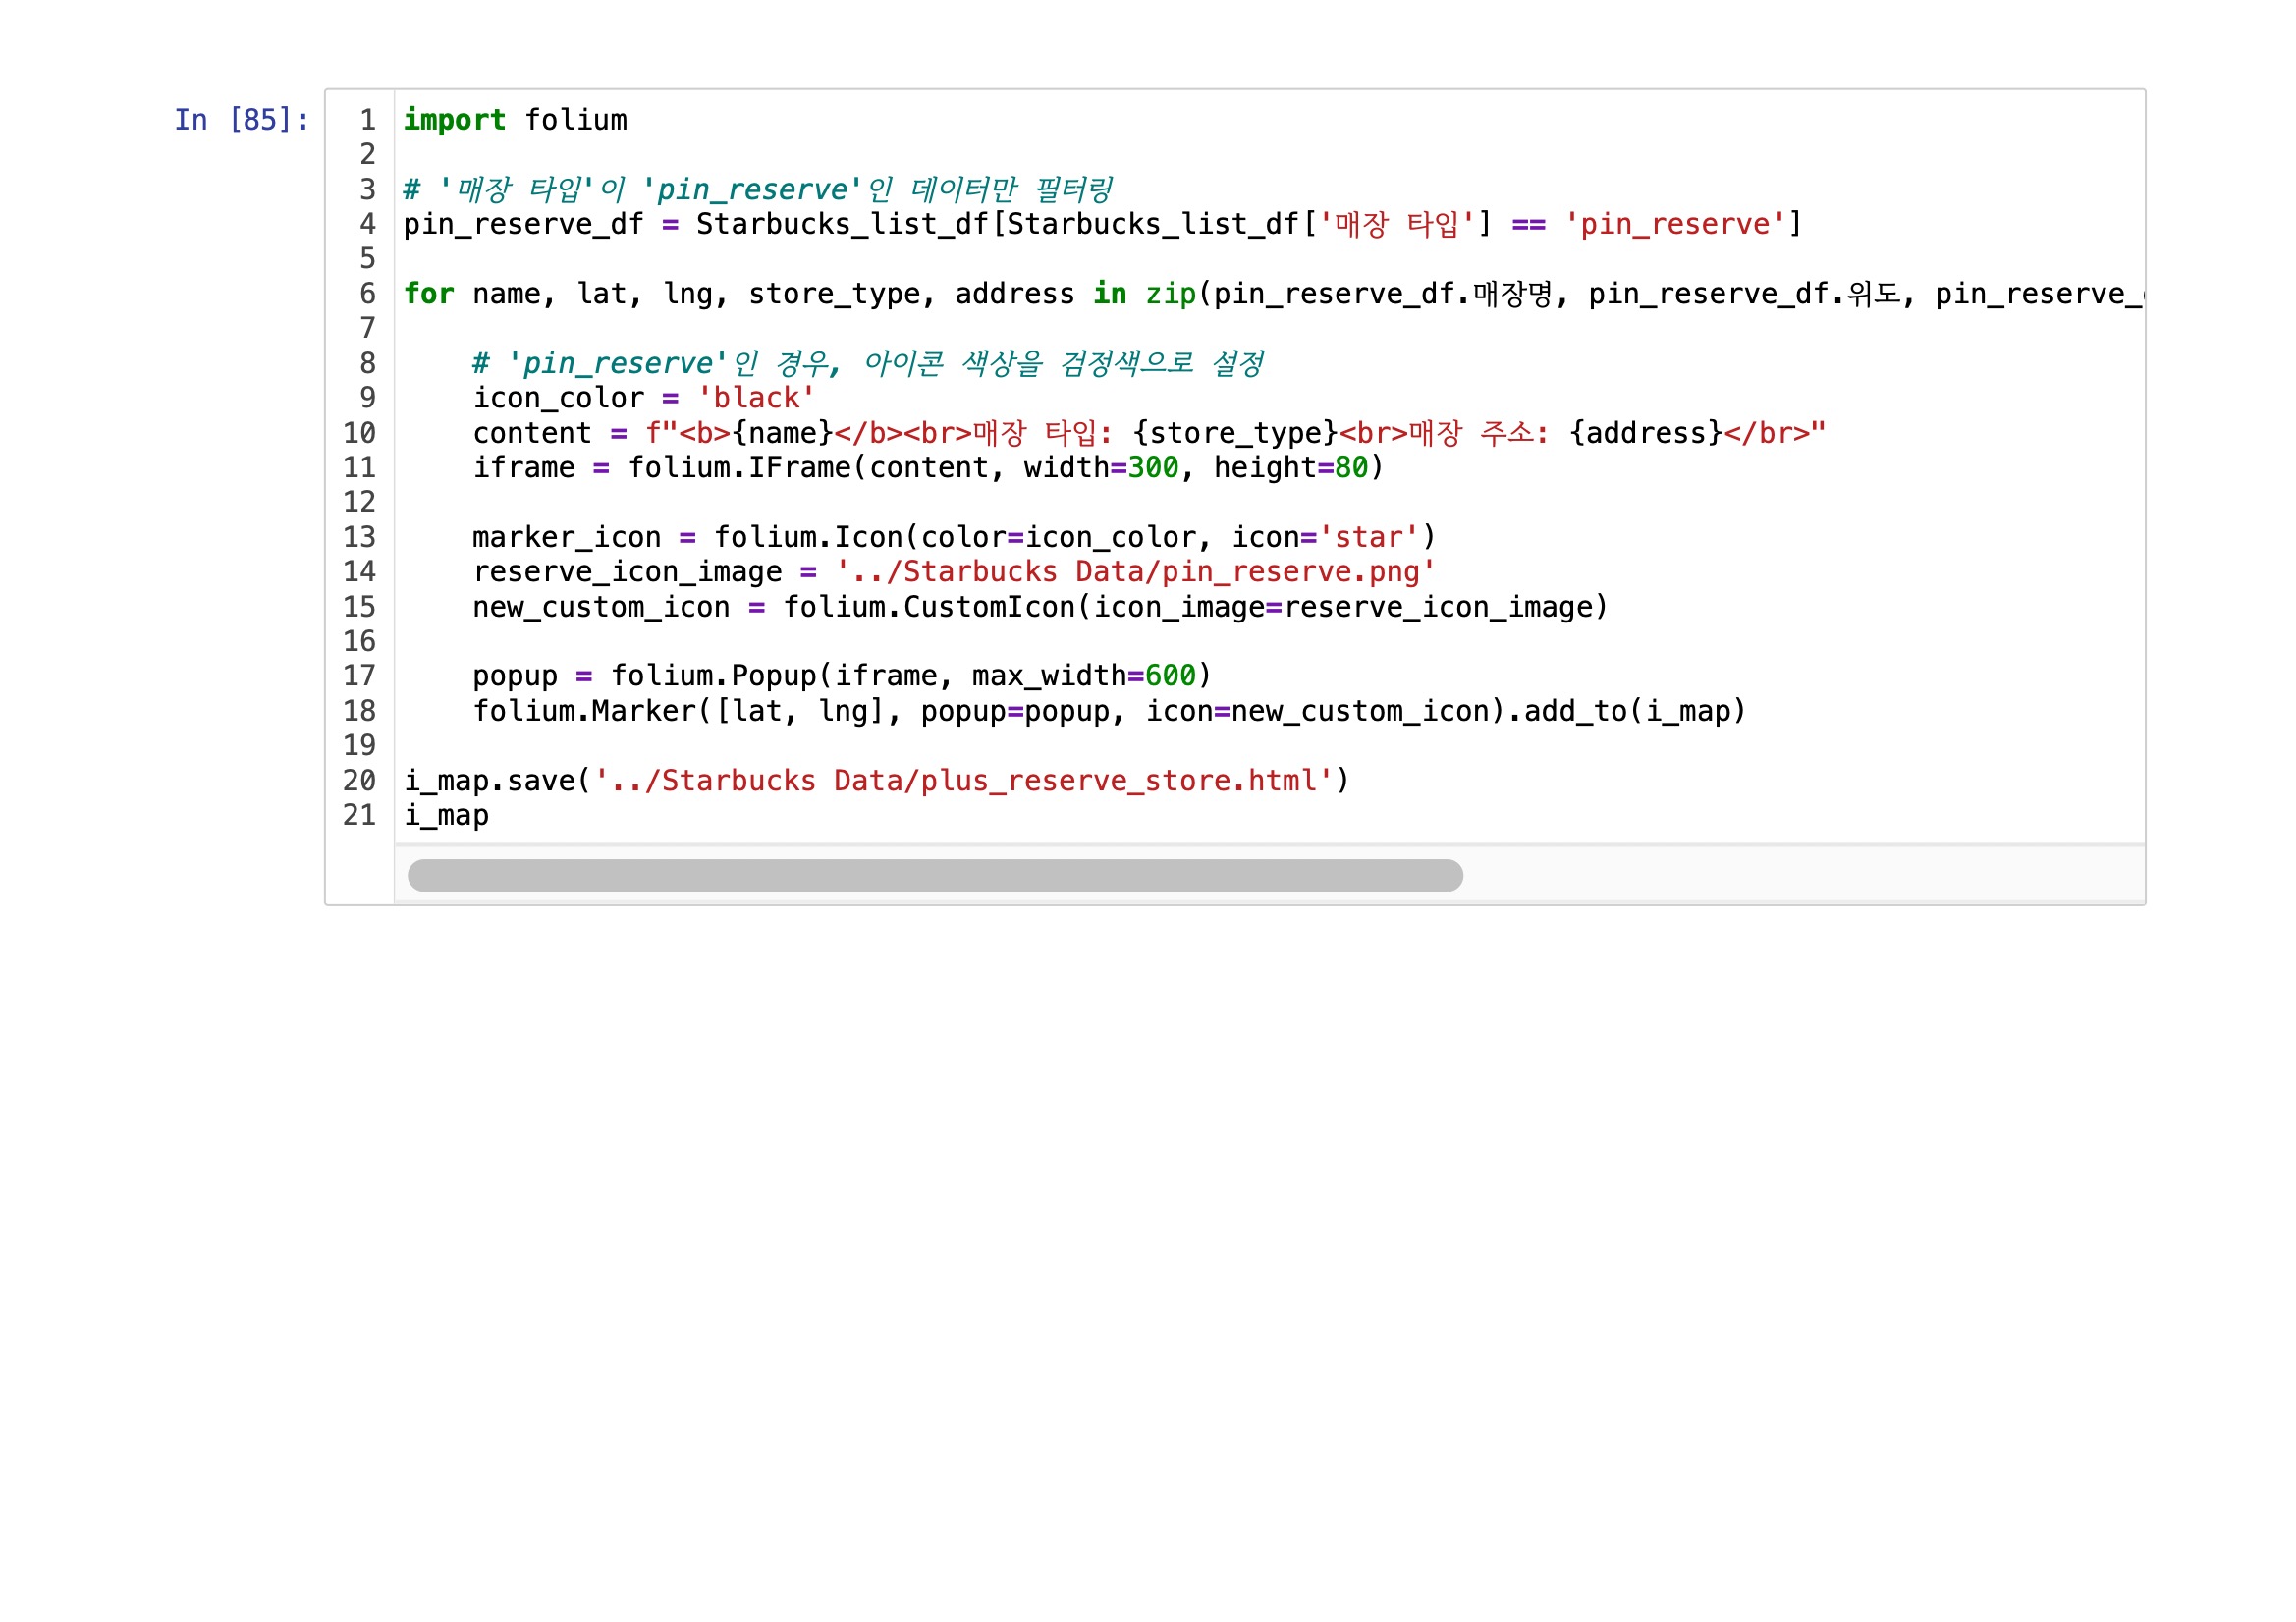 In [85]:
1 import folium
2
3 # '매장 타입'이 'pin_reserve'인 데이터만 필터링
4 pin_reserve_df = Starbucks_list_df[Starbucks_list_df['매장 타입'] == 'pin_reserve']
5
6 for name, lat, lng, store_type, address in zip(pin_reserve_df.매장명, pin_reserve_df.위도, pin_reserve_
7
8     # 'pin_reserve'인 경우, 아이콘 색상을 검정색으로 설정
9     icon_color = 'black'
10     content = f"<b>{name}</b><br>매장 타입: {store_type}<br>매장 주소: {address}</br>"
11     iframe = folium.IFrame(content, width=300, height=80)
12
13     marker_icon = folium.Icon(color=icon_color, icon='star')
14     reserve_icon_image = '../Starbucks Data/pin_reserve.png'
15     new_custom_icon = folium.CustomIcon(icon_image=reserve_icon_image)
16
17     popup = folium.Popup(iframe, max_width=600)
18     folium.Marker([lat, lng], popup=popup, icon=new_custom_icon).add_to(i_map)
19
20 i_map.save('../Starbucks Data/plus_reserve_store.html')
21 i_map